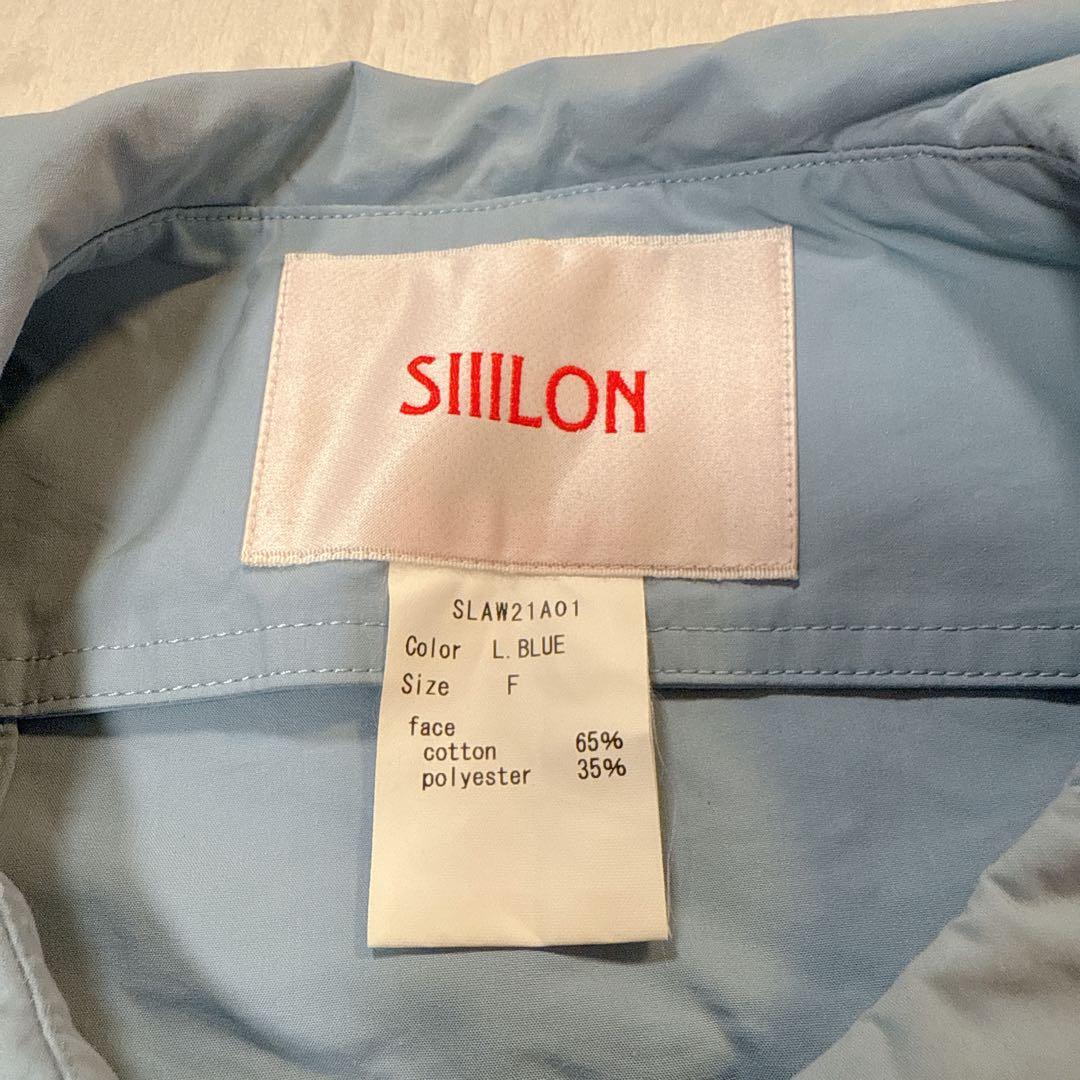 SIIILON
SLAW21A01
Color L.BLUE
Size F
face
cotton 65%
polyester 35%